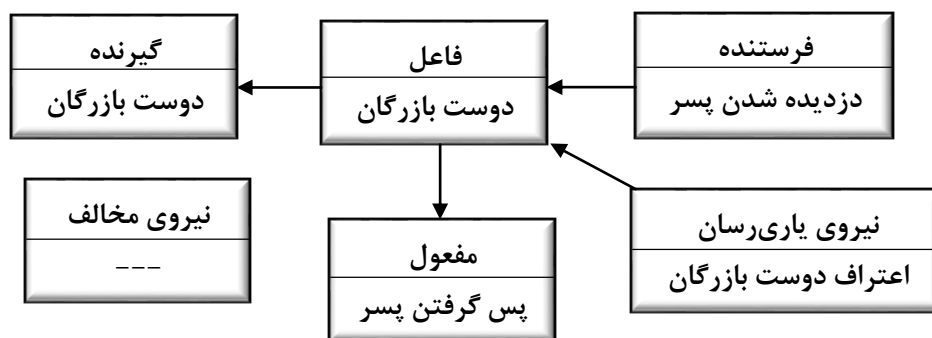 فرستنده
دزدیده شدن پسر
فاعل
دوست بازرگان
گیرنده
دوست بازرگان
نیروی یاری‌رسان
اعتراف دوست بازرگان
مفعول
پس گرفتن پسر
نیروی مخالف
---